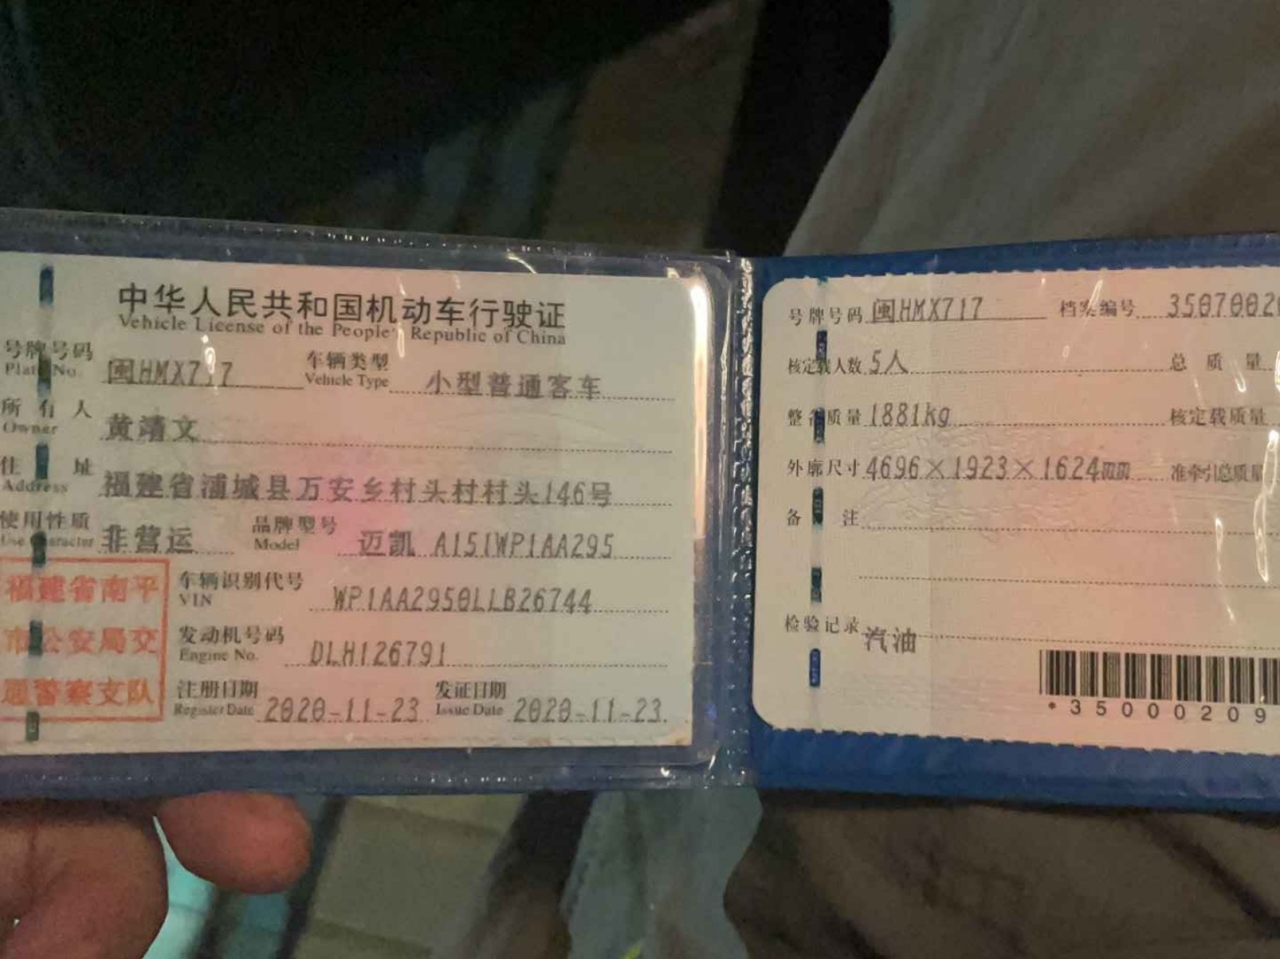 中华人民共和国机动车行驶证
Vehicle License of the People's Republic of China
号牌号码 Plate No. 闽HMX717 车辆类型 Vehicle Type 小型普通客车
所有人 Owner 黄靖文
住址 Address 福建省浦城县万安乡村头村村头146号
使用性质 Use Character 非营运 品牌型号 Model 迈凯 A151WP1AA295
福建省南平
市公安局交
通警察支队
车辆识别代号 VIN WP1AA2950LLB26744
发动机号码 Engine No. DLH126791
注册日期 Register Date 2020-11-23 发证日期 Issue Date 2020-11-23
号牌号码 闽HMX717 档案编号 35070020
核定载人数 5人 总质量
整备质量 1881kg 核定载质量
外廓尺寸 4696×1923×1624mm 准牵引总质量
备注
检验记录 汽油
*35000209